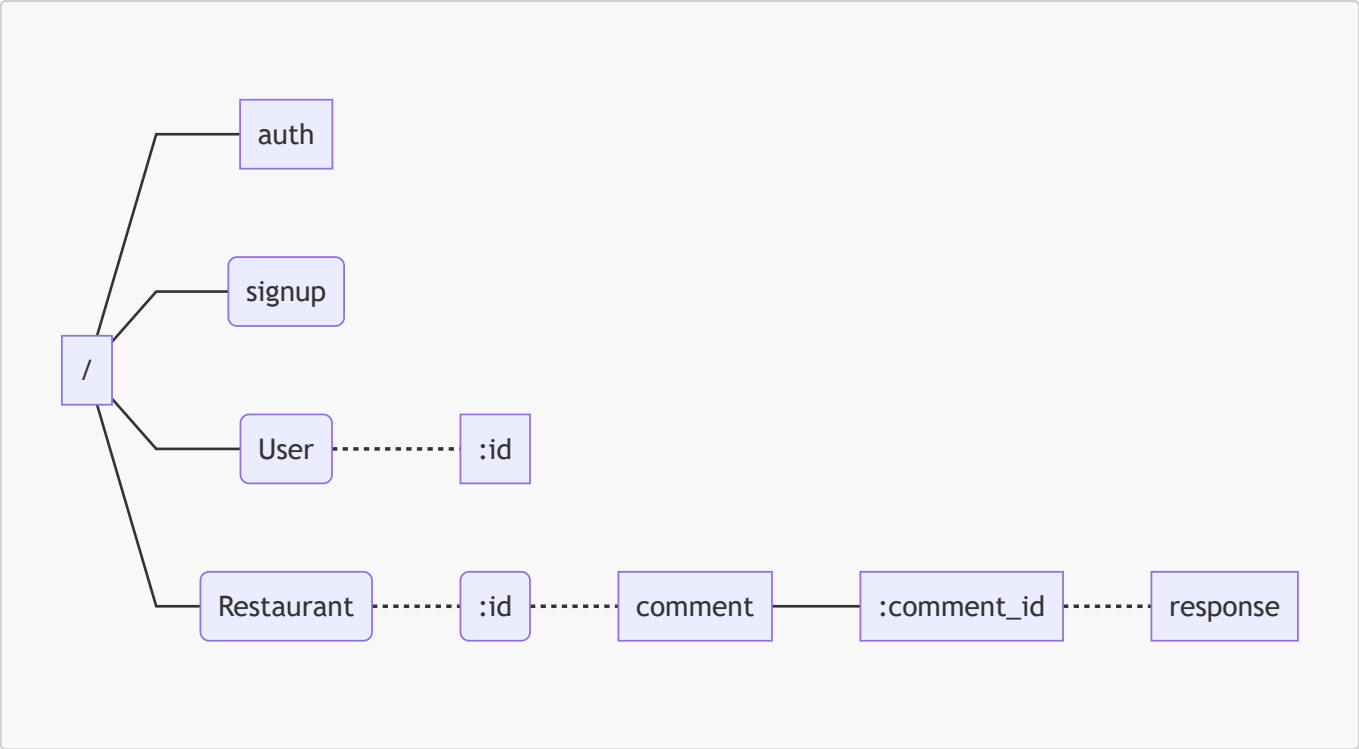 auth
signup
/
User
:id
Restaurant
:id
comment
:comment_id
response